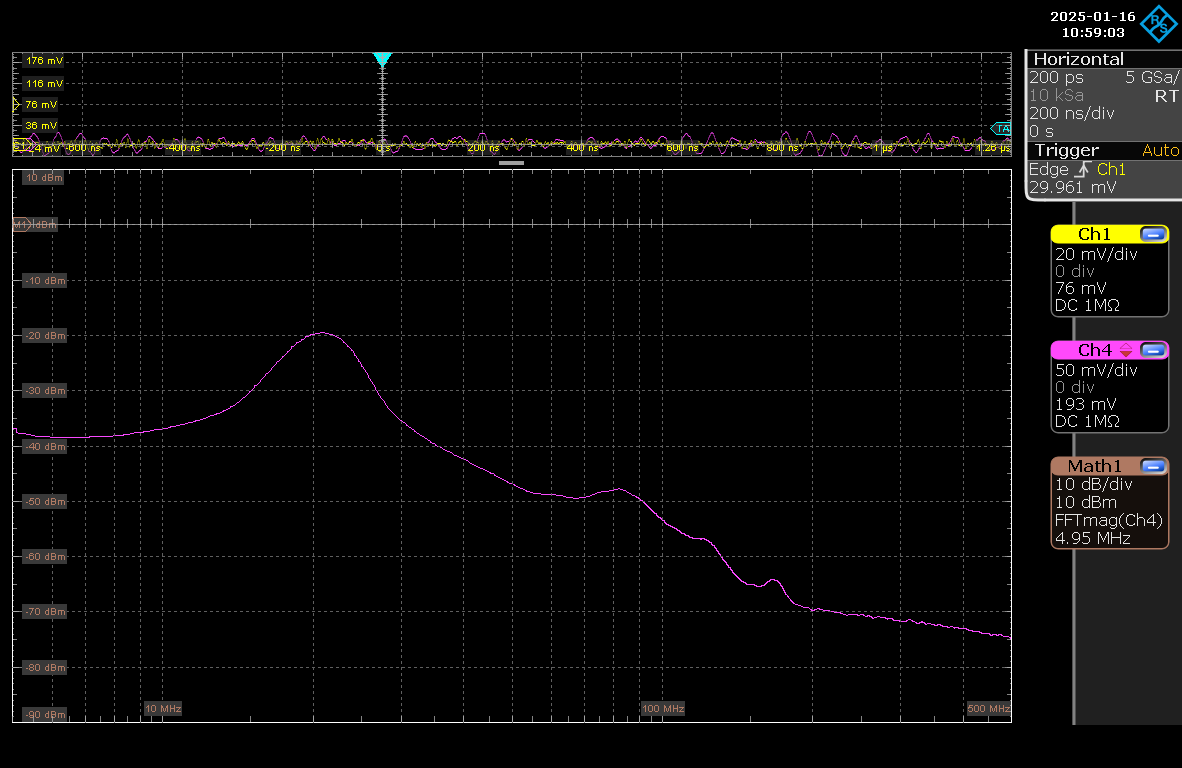 2025-01-16
10:59:03
R S
Horizontal
200 ps 5 GSa/
10 kSa RT
200 ns/div
0 s
Trigger Auto
Edge Ch1
29.961 mV
176 mV
116 mV
76 mV
36 mV
TA
-600 ns -400 ns -200 ns 0 s 200 ns 400 ns 600 ns 800 ns 1 µs
10 dBm
M1 dBm
-10 dBm
-20 dBm
-30 dBm
-40 dBm
-50 dBm
-60 dBm
-70 dBm
-80 dBm
-90 dBm
10 MHz 100 MHz 500 MHz
Ch1
20 mV/div
0 div
76 mV
DC 1MΩ
Ch4
50 mV/div
0 div
193 mV
DC 1MΩ
Math1
10 dB/div
10 dBm
FFTmag(Ch4)
4.95 MHz